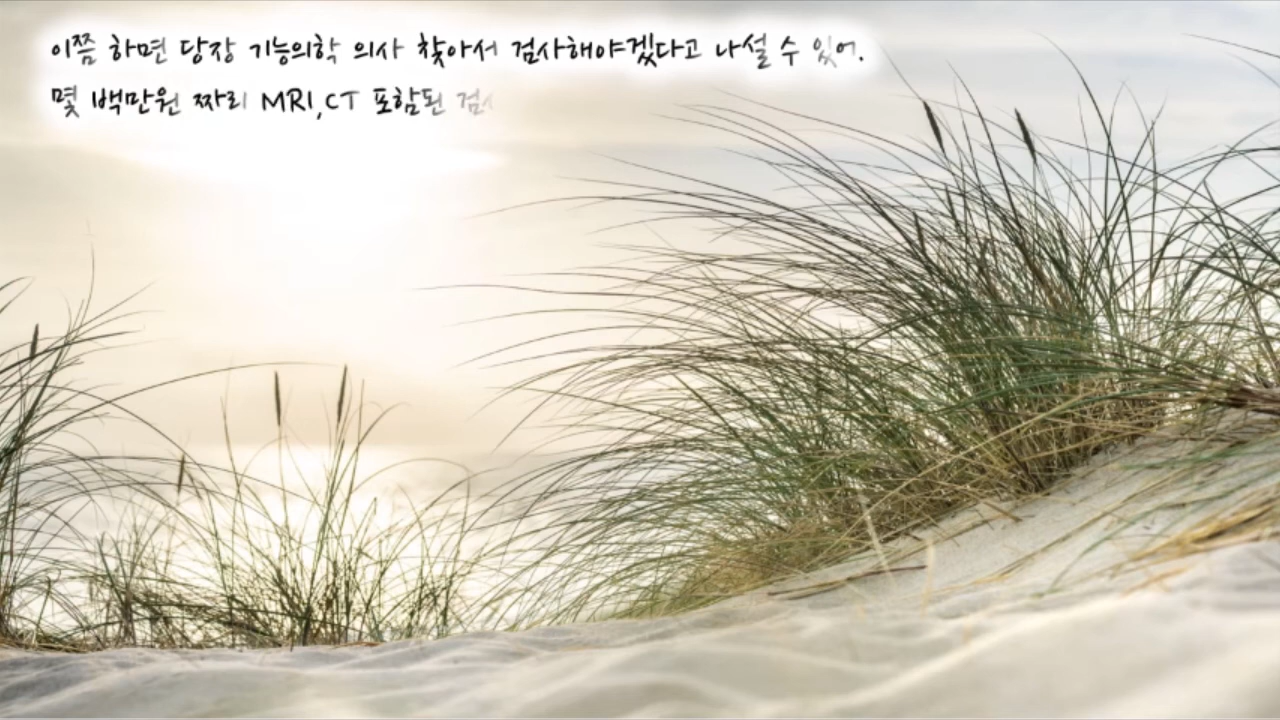 이쯤 하면 당장 기능의학 의사 찾아서 검사해야겠다고 나설 수 있어.
몇 백만원 짜리 MRI, CT 포함된